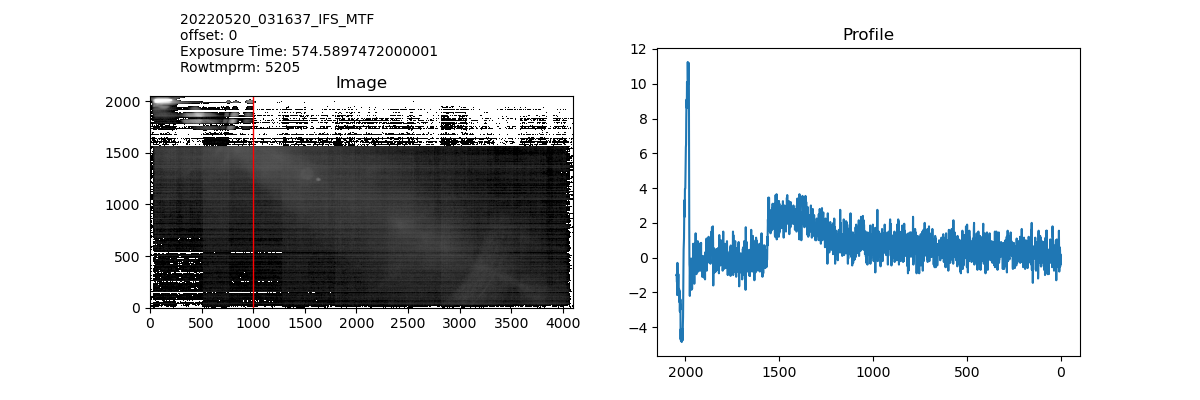 20220520_031637_IFS_MTF
offset: 0
Exposure Time: 574.5897472000001
Rowtmprm: 5205
Image
2000
1500
1000
500
0
0 500 1000 1500 2000 2500 3000 3500 4000
Profile
12
10
8
6
4
2
0
−2
−4
2000 1500 1000 500 0